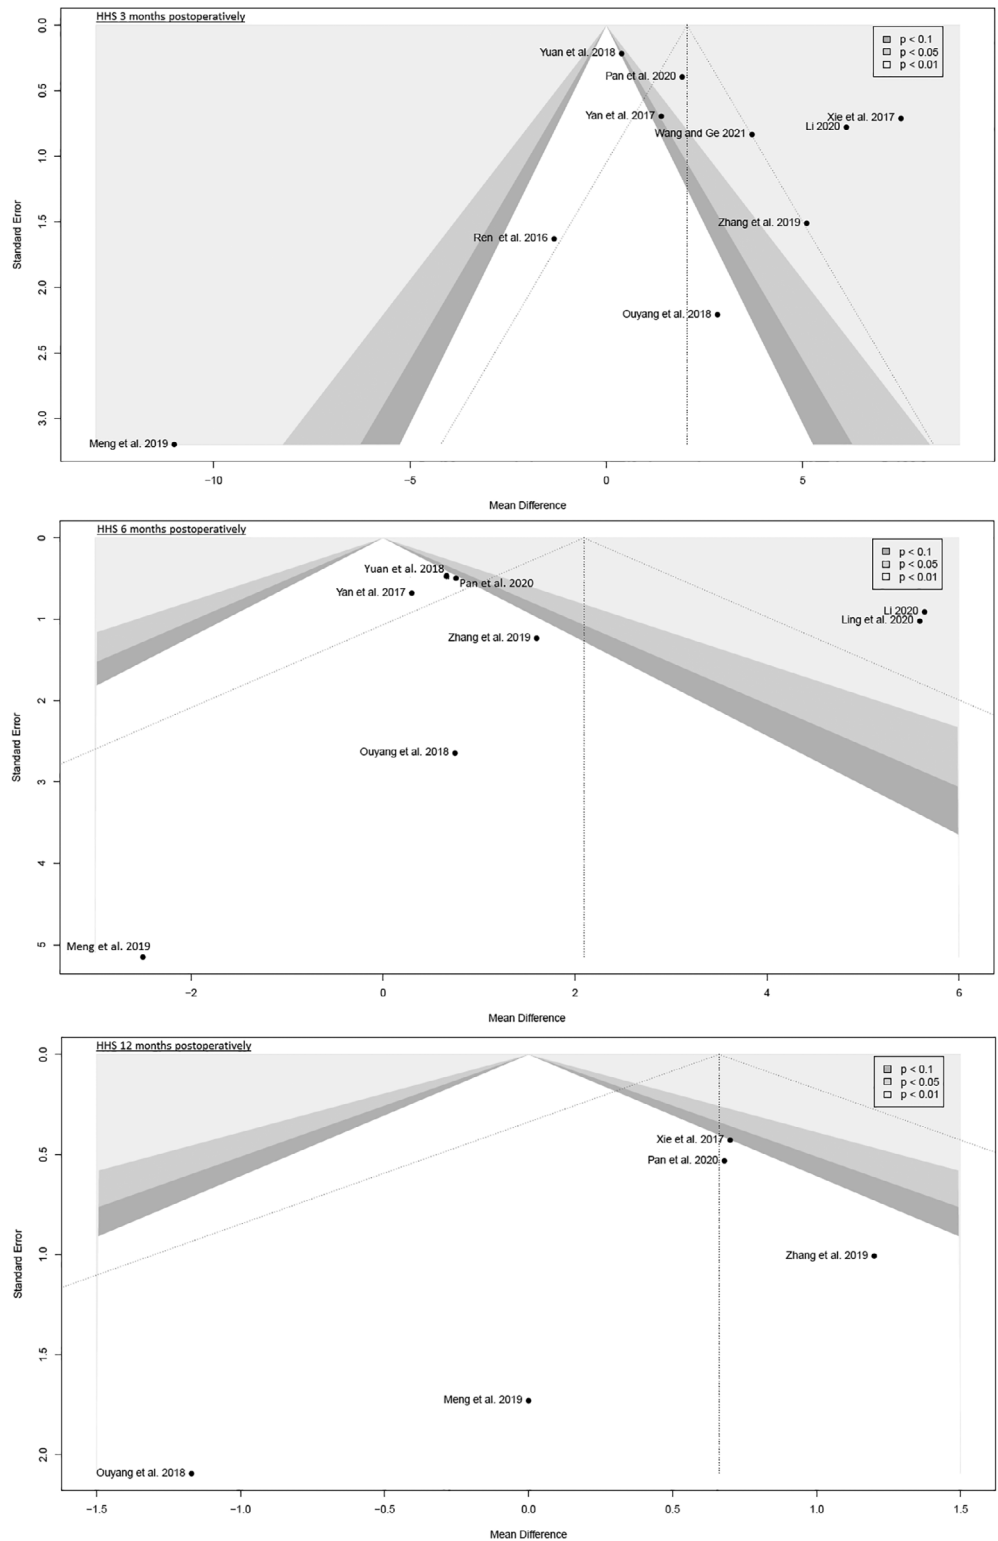 HHS 3 months postoperatively
0.0
0.5
1.0
1.5
2.0
2.5
3.0
Standard Error
p < 0.1
p < 0.05
p < 0.01
Yuan et al. 2018
Pan et al. 2020
Yan et al. 2017
Xie et al. 2017
Li 2020
Wang and Ge 2021
Zhang et al. 2019
Ren et al. 2016
Ouyang et al. 2018
Meng et al. 2019
−10
−5
0
5
Mean Difference
HHS 6 months postoperatively
0
1
2
3
4
5
Standard Error
p < 0.1
p < 0.05
p < 0.01
Yuan et al. 2018
Pan et al. 2020
Yan et al. 2017
Li 2020
Ling et al. 2020
Zhang et al. 2019
Ouyang et al. 2018
Meng et al. 2019
−2
0
2
4
6
Mean Difference
HHS 12 months postoperatively
0.0
0.5
1.0
1.5
2.0
Standard Error
p < 0.1
p < 0.05
p < 0.01
Xie et al. 2017
Pan et al. 2020
Zhang et al. 2019
Meng et al. 2019
Ouyang et al. 2018
−1.5
−1.0
−0.5
0.0
0.5
1.0
1.5
Mean Difference